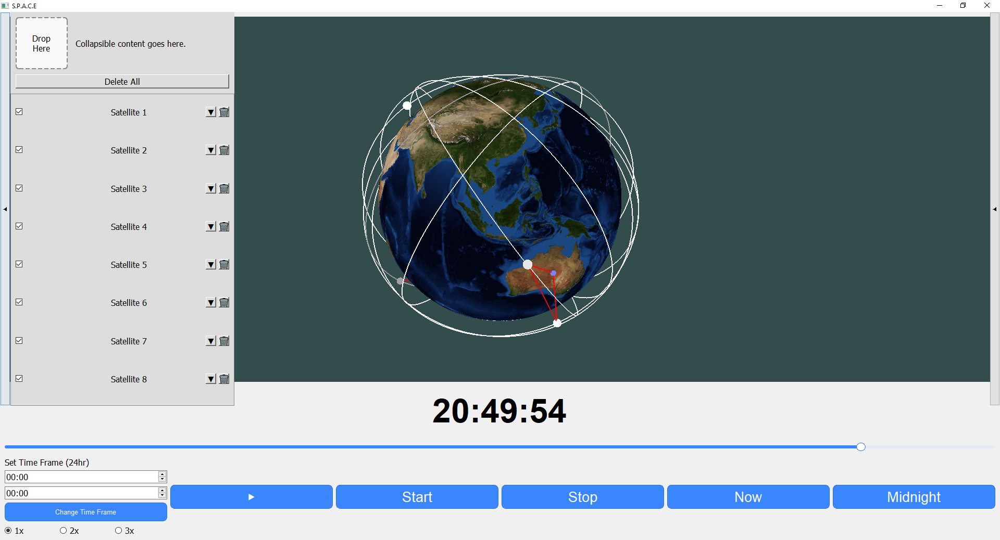 S.P.A.C.E
Drop
Here
Collapsible content goes here.
Delete All
Satellite 1
Satellite 2
Satellite 3
Satellite 4
Satellite 5
Satellite 6
Satellite 7
Satellite 8
20:49:54
Set Time Frame (24hr)
00:00
00:00
Change Time Frame
Start
Stop
Now
Midnight
1x
2x
3x